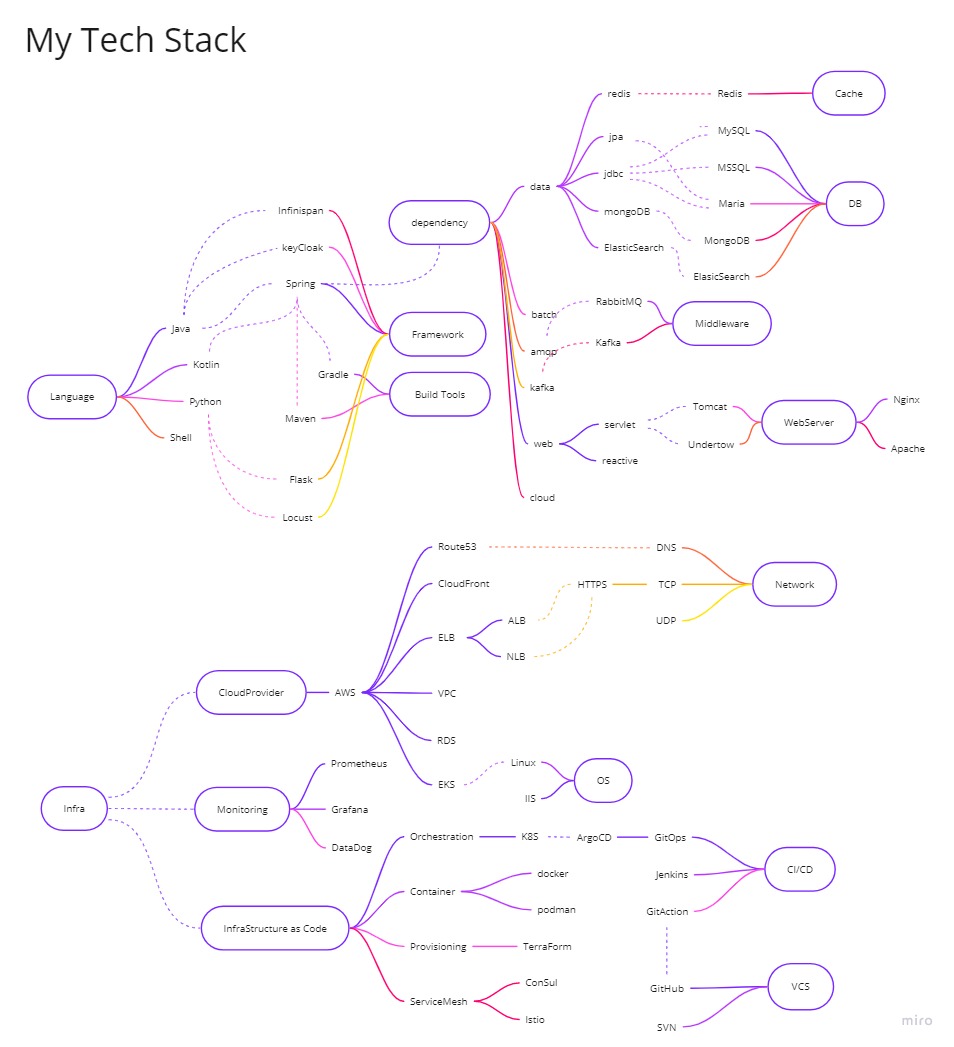 My Tech Stack
redis
Redis
Cache
jpa
MySQL
jdbc
MSSQL
data
mongoDB
Maria
DB
Infinispan
dependency
MongoDB
keyCloak
ElasticSearch
ElasicSearch
Spring
RabbitMQ
batch
Middleware
Java
Framework
Kafka
amqp
Kotlin
Gradle
kafka
Language
Build Tools
Python
Tomcat
Nginx
Maven
servlet
WebServer
Shell
web
Undertow
Apache
reactive
Flask
cloud
Locust
Route53
DNS
CloudFront
HTTPS
TCP
Network
ALB
UDP
ELB
NLB
CloudProvider
AWS
VPC
RDS
Prometheus
Linux
EKS
OS
IIS
Infra
Monitoring
Grafana
DataDog
Orchestration
K8S
ArgoCD
GitOps
docker
Jenkins
CI/CD
Container
podman
GitAction
InfraStructure as Code
Provisioning
TerraForm
ConSul
GitHub
VCS
ServiceMesh
Istio
SVN
miro